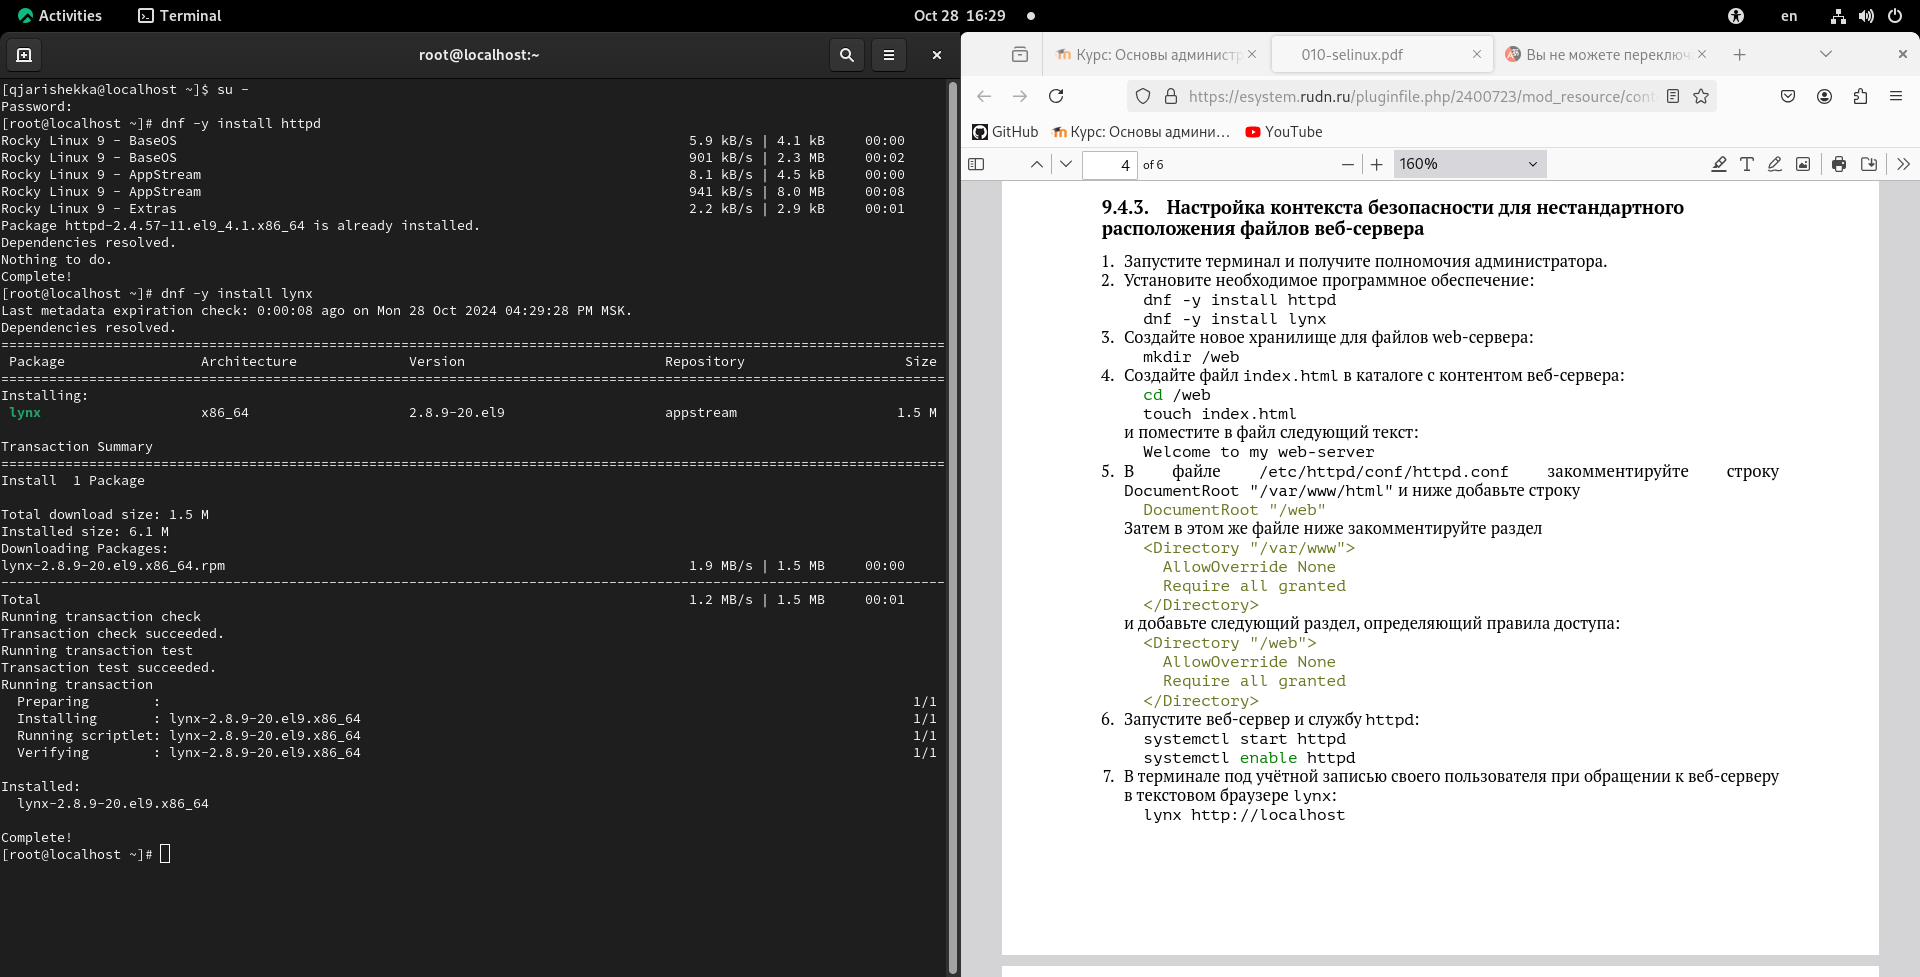 Activities
Terminal
Oct 28 16:29
en
root@localhost:~
[qjarishekka@localhost ~]$ su -
Password:
[root@localhost ~]# dnf -y install httpd
Rocky Linux 9 - BaseOS 5.9 kB/s | 4.1 kB 00:00
Rocky Linux 9 - BaseOS 901 kB/s | 2.3 MB 00:02
Rocky Linux 9 - AppStream 8.1 kB/s | 4.5 kB 00:00
Rocky Linux 9 - AppStream 941 kB/s | 8.0 MB 00:08
Rocky Linux 9 - Extras 2.2 kB/s | 2.9 kB 00:01
Package httpd-2.4.57-11.el9_4.1.x86_64 is already installed.
Dependencies resolved.
Nothing to do.
Complete!
[root@localhost ~]# dnf -y install lynx
Last metadata expiration check: 0:00:08 ago on Mon 28 Oct 2024 04:29:28 PM MSK.
Dependencies resolved.
Package Architecture Version Repository Size
Installing:
lynx x86_64 2.8.9-20.el9 appstream 1.5 M
Transaction Summary
Install 1 Package
Total download size: 1.5 M
Installed size: 6.1 M
Downloading Packages:
lynx-2.8.9-20.el9.x86_64.rpm 1.9 MB/s | 1.5 MB 00:00
Total 1.2 MB/s | 1.5 MB 00:01
Running transaction check
Transaction check succeeded.
Running transaction test
Transaction test succeeded.
Running transaction
Preparing : 1/1
Installing : lynx-2.8.9-20.el9.x86_64 1/1
Running scriptlet: lynx-2.8.9-20.el9.x86_64 1/1
Verifying : lynx-2.8.9-20.el9.x86_64 1/1
Installed:
lynx-2.8.9-20.el9.x86_64
Complete!
[root@localhost ~]#
Курс: Основы администр
010-selinux.pdf
Вы не можете переключ
https://esystem.rudn.ru/pluginfile.php/2400723/mod_resource/cont
GitHub
Курс: Основы админи…
YouTube
4 of 6
160%
9.4.3. Настройка контекста безопасности для нестандартного
расположения файлов веб-сервера
1. Запустите терминал и получите полномочия администратора.
2. Установите необходимое программное обеспечение:
dnf -y install httpd
dnf -y install lynx
3. Создайте новое хранилище для файлов web-сервера:
mkdir /web
4. Создайте файл index.html в каталоге с контентом веб-сервера:
cd /web
touch index.html
и поместите в файл следующий текст:
Welcome to my web-server
5. В файле /etc/httpd/conf/httpd.conf закомментируйте строку
DocumentRoot "/var/www/html" и ниже добавьте строку
DocumentRoot "/web"
Затем в этом же файле ниже закомментируйте раздел
<Directory "/var/www">
AllowOverride None
Require all granted
</Directory>
и добавьте следующий раздел, определяющий правила доступа:
<Directory "/web">
AllowOverride None
Require all granted
</Directory>
6. Запустите веб-сервер и службу httpd:
systemctl start httpd
systemctl enable httpd
7. В терминале под учётной записью своего пользователя при обращении к веб-серверу
в текстовом браузере lynx:
lynx http://localhost